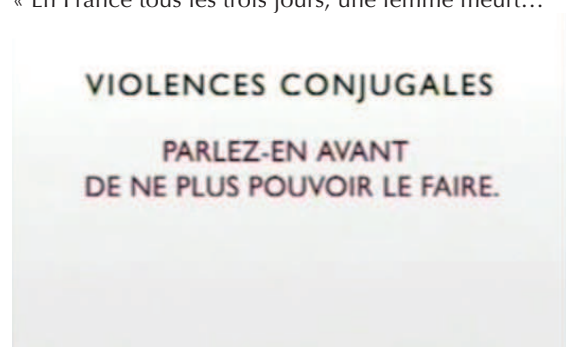 « En France tous les trois jours, une femme meurt…
VIOLENCES CONJUGALES
PARLEZ-EN AVANT
DE NE PLUS POUVOIR LE FAIRE.